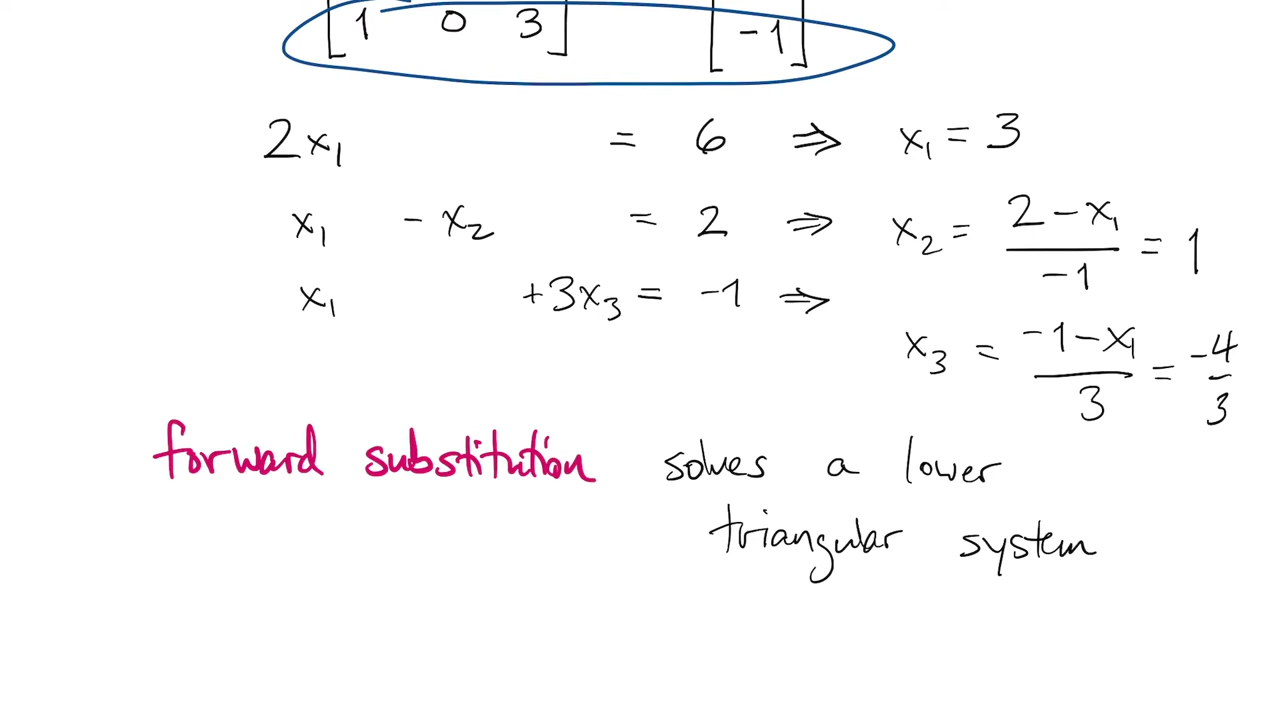 [1 0 3] [-1]
2x₁ = 6 ⇒ x₁ = 3
x₁ - x₂ = 2 ⇒ x₂ = (2 - x₁)/(-1) = 1
x₁ +3x₃ = -1 ⇒
x₃ = (-1 - x₁)/3 = -4/3
forward substitution solves a lower
triangular system